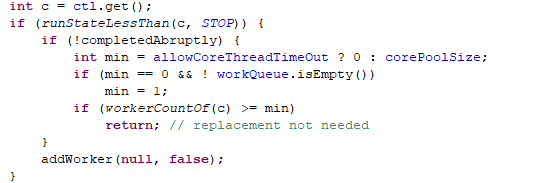 int c = ctl.get();
if (runStateLessThan(c, STOP)) {
    if (!completedAbruptly) {
        int min = allowCoreThreadTimeOut ? 0 : corePoolSize;
        if (min == 0 && ! workQueue.isEmpty())
            min = 1;
        if (workerCountOf(c) >= min)
            return; // replacement not needed
    }
    addWorker(null, false);
}